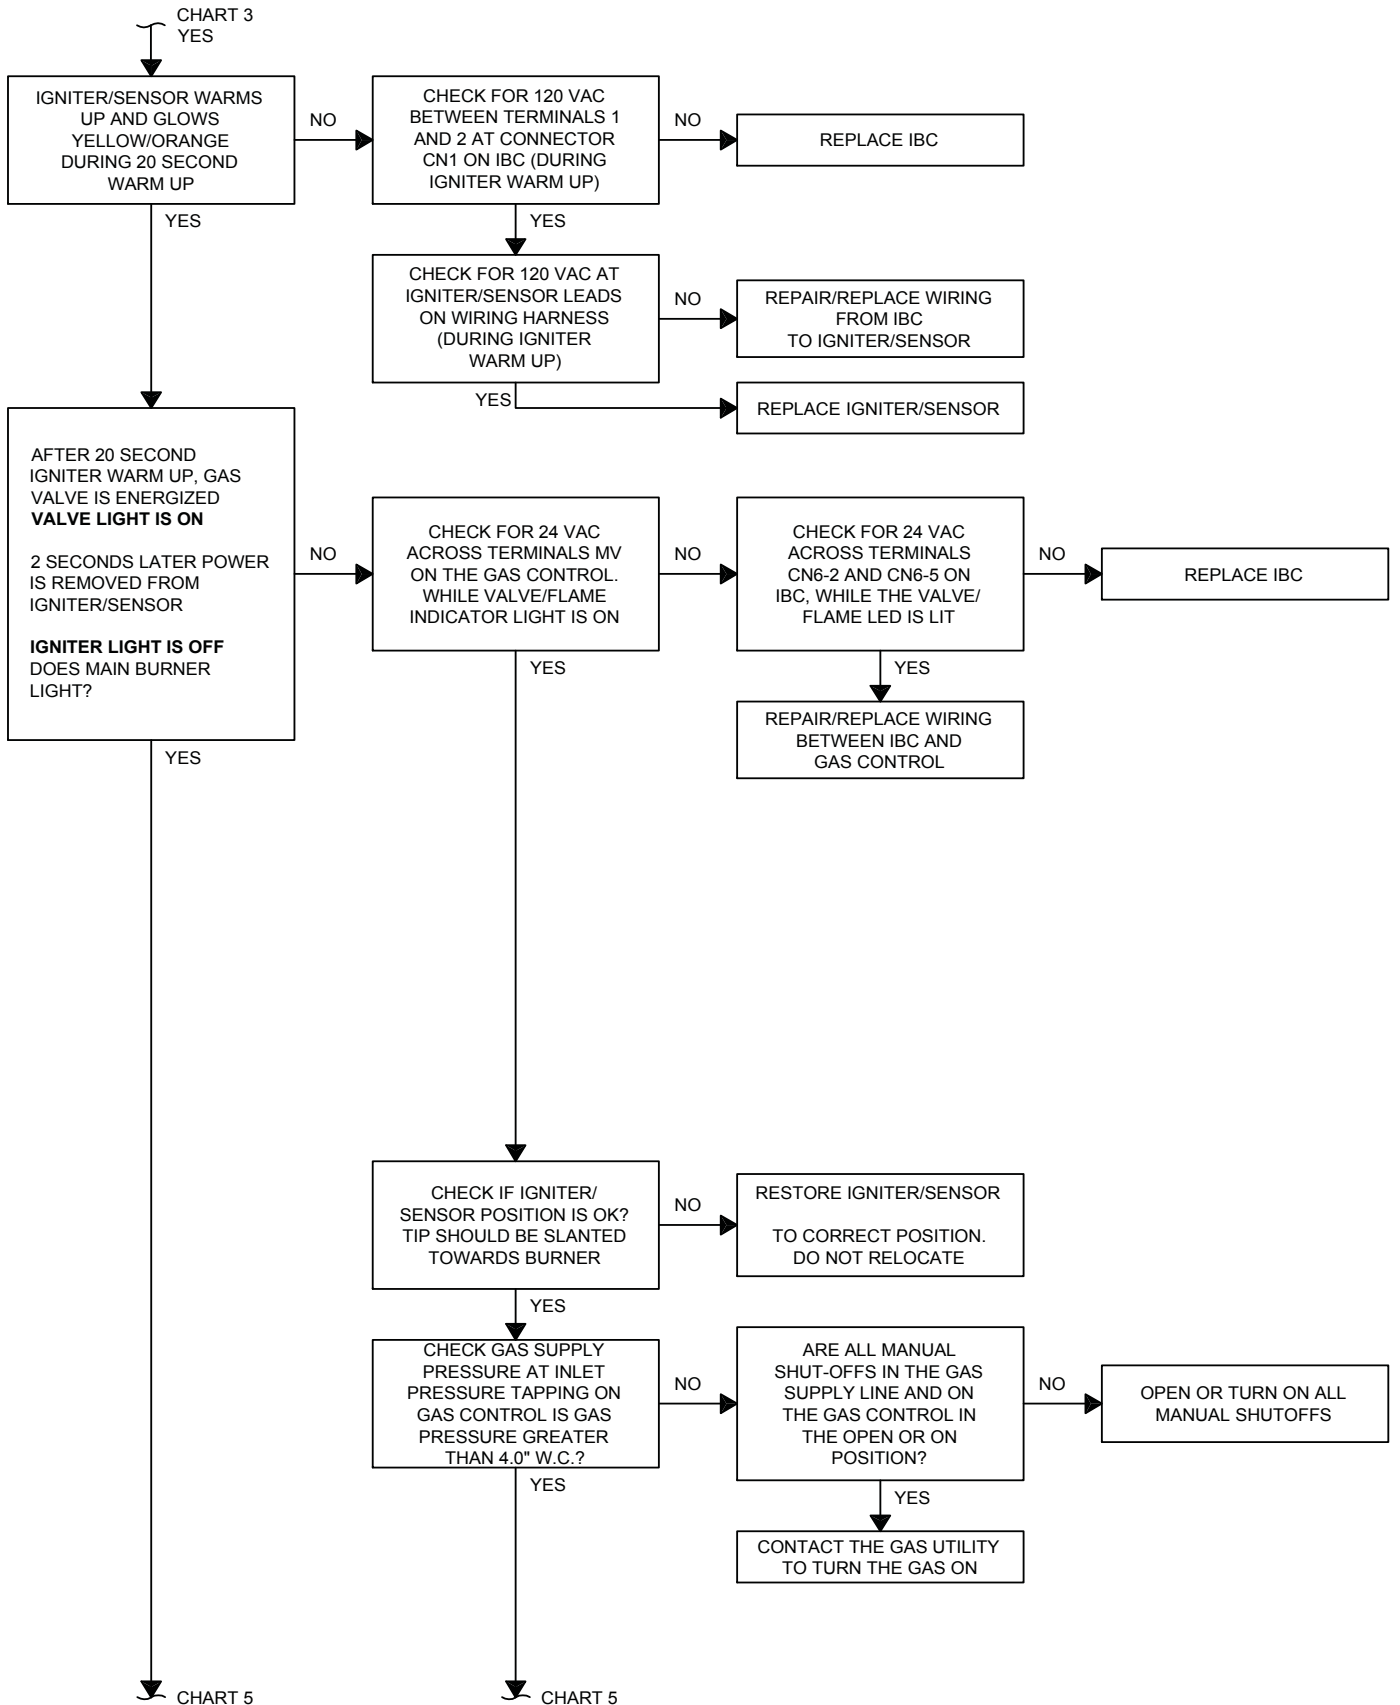 CHART 3
YES
IGNITER/SENSOR WARMS
UP AND GLOWS
YELLOW/ORANGE
DURING 20 SECOND
WARM UP
NO
CHECK FOR 120 VAC
BETWEEN TERMINALS 1
AND 2 AT CONNECTOR
CN1 ON IBC (DURING
IGNITER WARM UP)
NO
REPLACE IBC
YES
YES
CHECK FOR 120 VAC AT
IGNITER/SENSOR LEADS
ON WIRING HARNESS
(DURING IGNITER
WARM UP)
NO
REPAIR/REPLACE WIRING
FROM IBC
TO IGNITER/SENSOR
YES
REPLACE IGNITER/SENSOR
AFTER 20 SECOND
IGNITER WARM UP, GAS
VALVE IS ENERGIZED
VALVE LIGHT IS ON
2 SECONDS LATER POWER
IS REMOVED FROM
IGNITER/SENSOR
IGNITER LIGHT IS OFF
DOES MAIN BURNER
LIGHT?
NO
CHECK FOR 24 VAC
ACROSS TERMINALS MV
ON THE GAS CONTROL.
WHILE VALVE/FLAME
INDICATOR LIGHT IS ON
NO
CHECK FOR 24 VAC
ACROSS TERMINALS
CN6-2 AND CN6-5 ON
IBC, WHILE THE VALVE/
FLAME LED IS LIT
NO
REPLACE IBC
YES
YES
REPAIR/REPLACE WIRING
BETWEEN IBC AND
GAS CONTROL
YES
CHECK IF IGNITER/
SENSOR POSITION IS OK?
TIP SHOULD BE SLANTED
TOWARDS BURNER
NO
RESTORE IGNITER/SENSOR
TO CORRECT POSITION.
DO NOT RELOCATE
YES
CHECK GAS SUPPLY
PRESSURE AT INLET
PRESSURE TAPPING ON
GAS CONTROL IS GAS
PRESSURE GREATER
THAN 4.0" W.C.?
NO
ARE ALL MANUAL
SHUT-OFFS IN THE GAS
SUPPLY LINE AND ON
THE GAS CONTROL IN
THE OPEN OR ON
POSITION?
NO
OPEN OR TURN ON ALL
MANUAL SHUTOFFS
YES
YES
CONTACT THE GAS UTILITY
TO TURN THE GAS ON
CHART 5
CHART 5